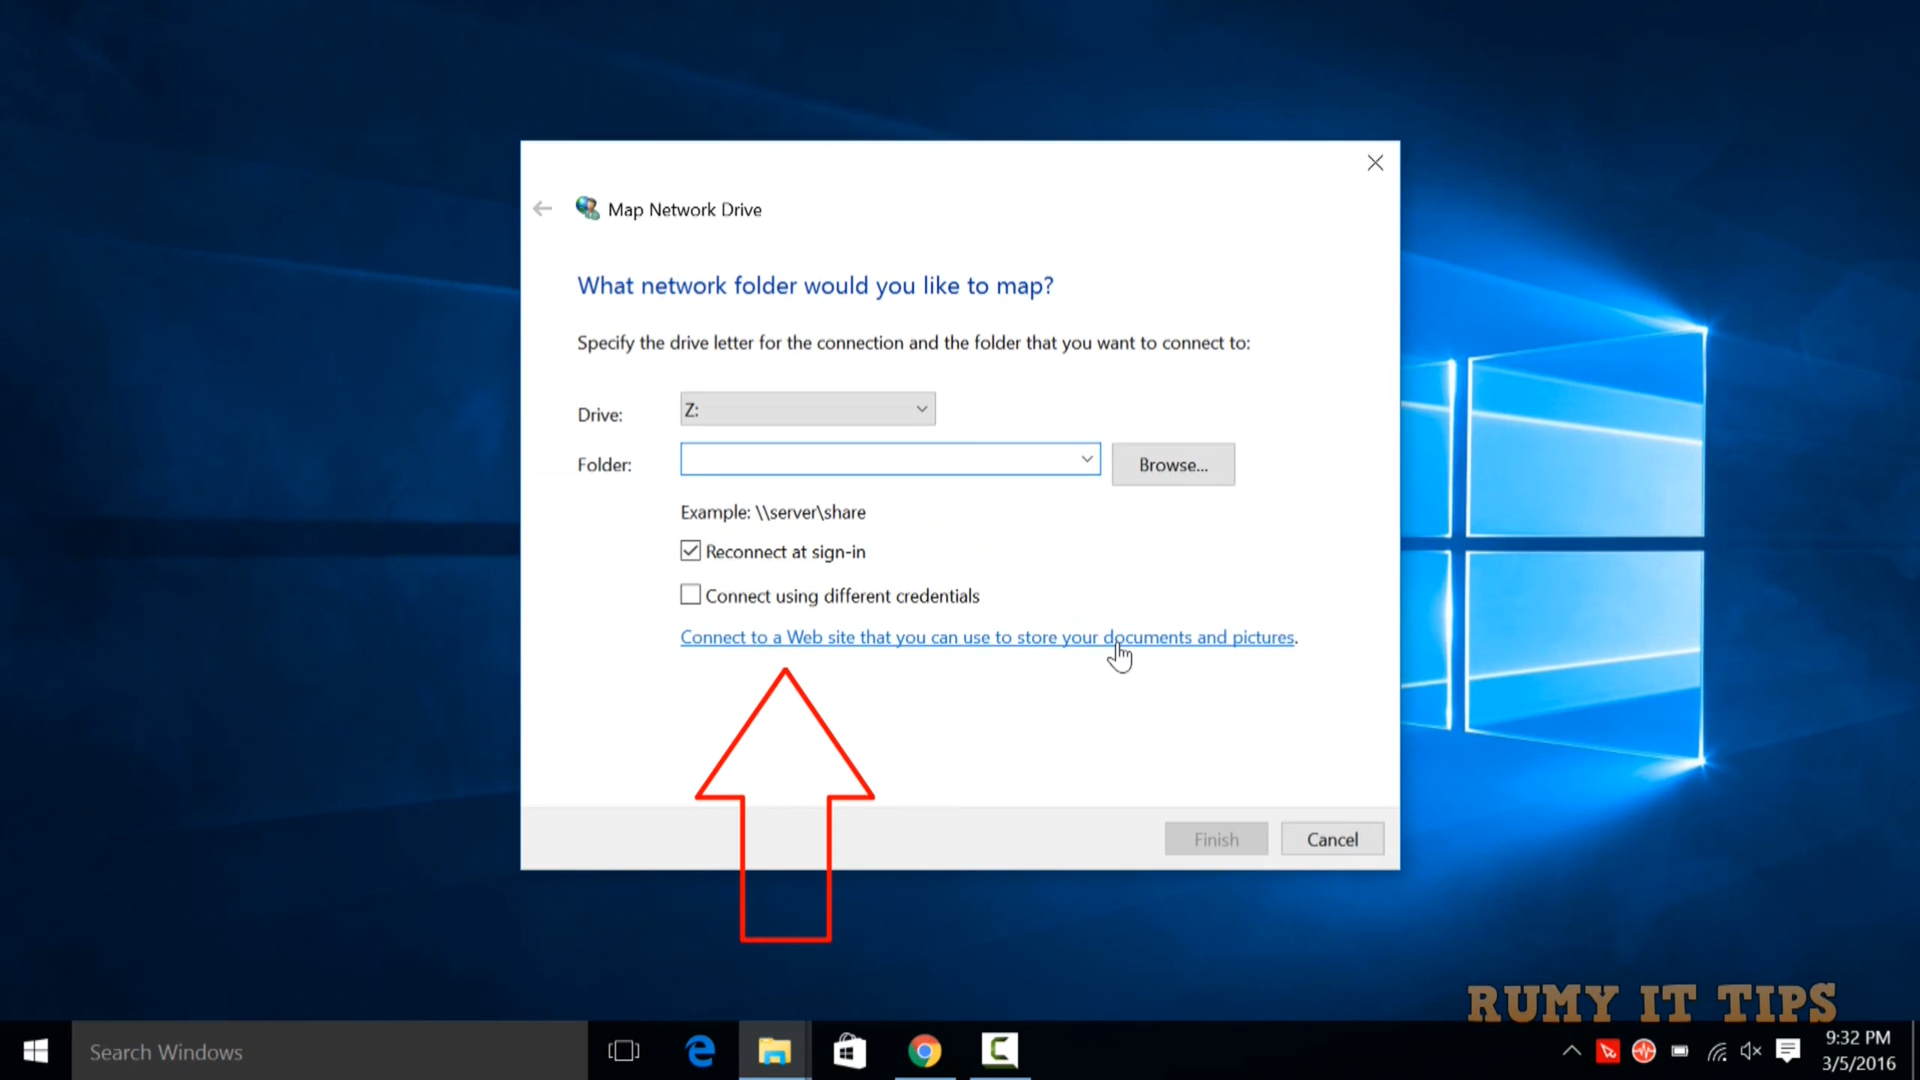 Map Network Drive
What network folder would you like to map?
Specify the drive letter for the connection and the folder that you want to connect to:
Drive:
Z:
Folder:
Browse...
Example: \\server\share
Reconnect at sign-in
Connect using different credentials
Connect to a Web site that you can use to store your documents and pictures.
Finish
Cancel
RUMY IT TIPS
Search Windows
9:32 PM
3/5/2016